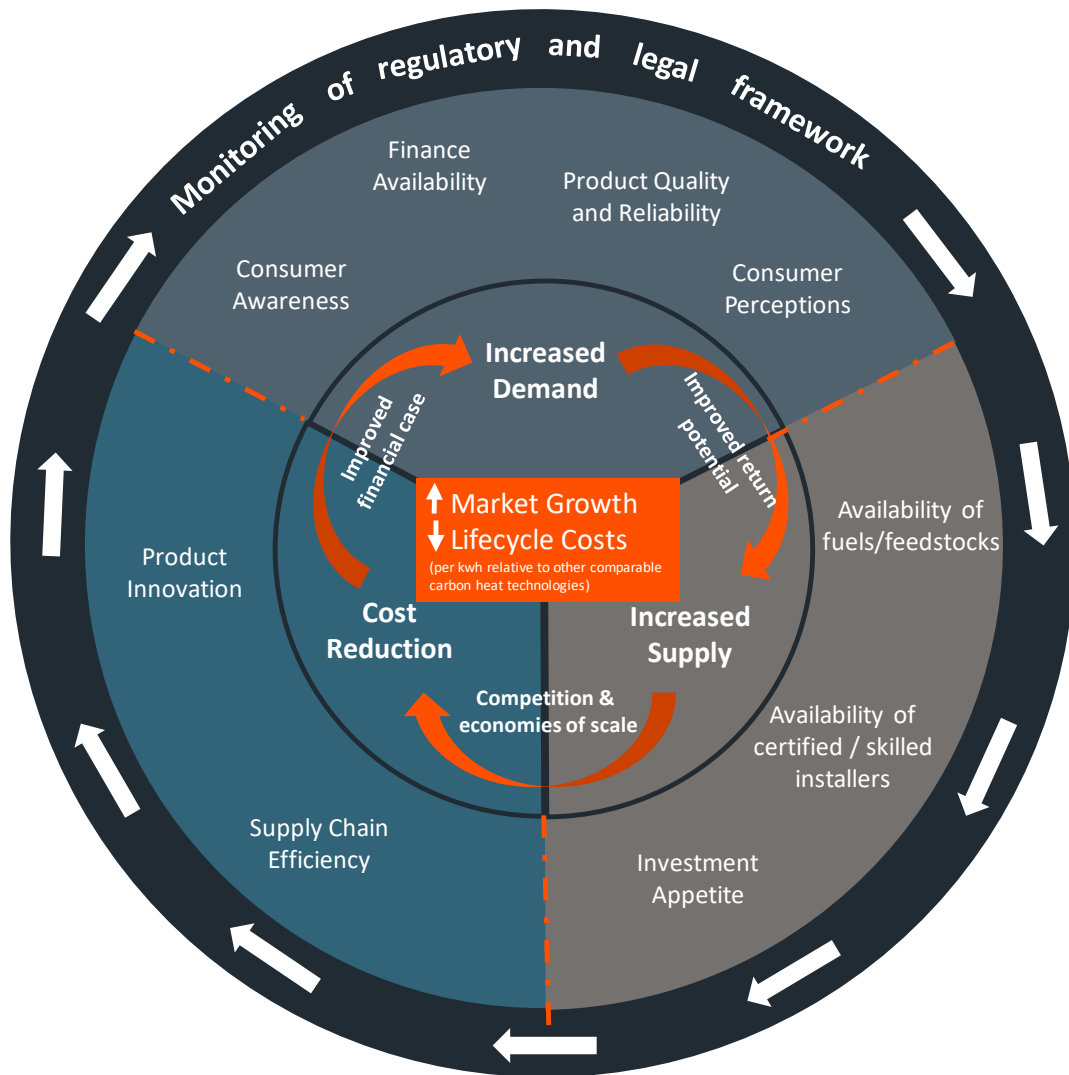 Monitoring of regulatory and legal framework
Finance
Availability
Product Quality
and Reliability
Consumer
Awareness
Consumer
Perceptions
Increased
Demand
Improved
financial case
Improved return
potential
Market Growth
Lifecycle Costs
(per kwh relative to other comparable
carbon heat technologies)
Availability of
fuels/feedstocks
Product
Innovation
Cost
Reduction
Increased
Supply
Competition &
economies of scale
Availability of
certified / skilled
installers
Supply Chain
Efficiency
Investment
Appetite